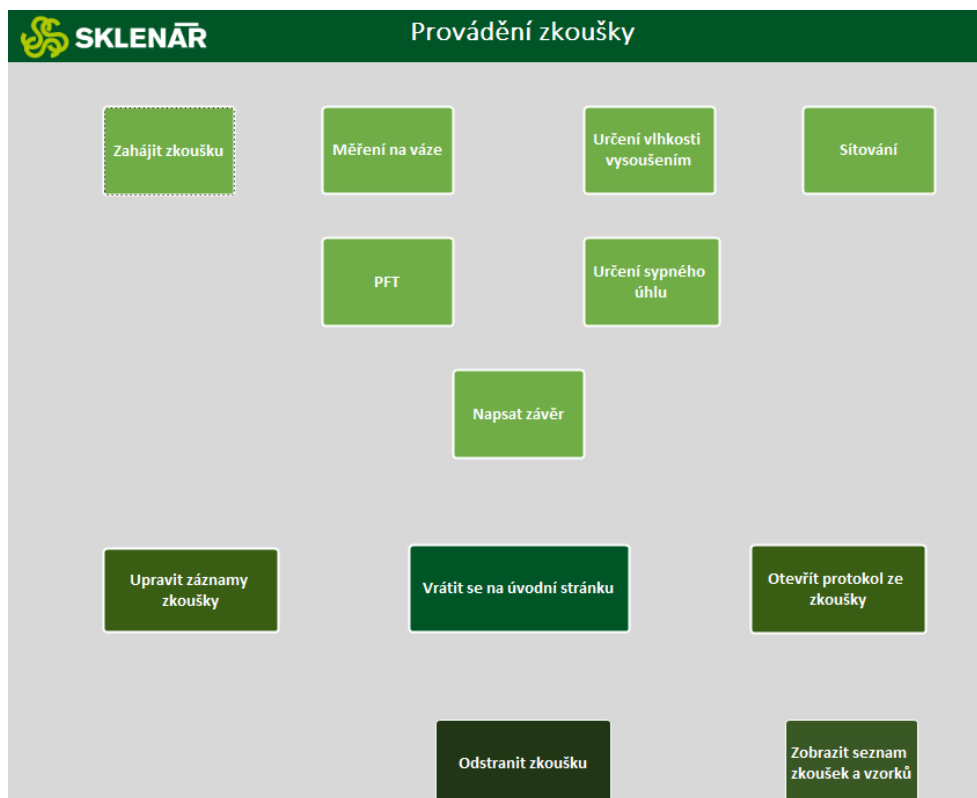 SKLENĀR
Provádění zkoušky
Zahájit zkoušku
Měření na váze
Určení vlhkosti
vysoušením
Sítování
PFT
Určení sypného
úhlu
Napsat závěr
Upravit záznamy
zkoušky
Vrátit se na úvodní stránku
Otevřít protokol ze
zkoušky
Odstranit zkoušku
Zobrazit seznam
zkoušek a vzorků